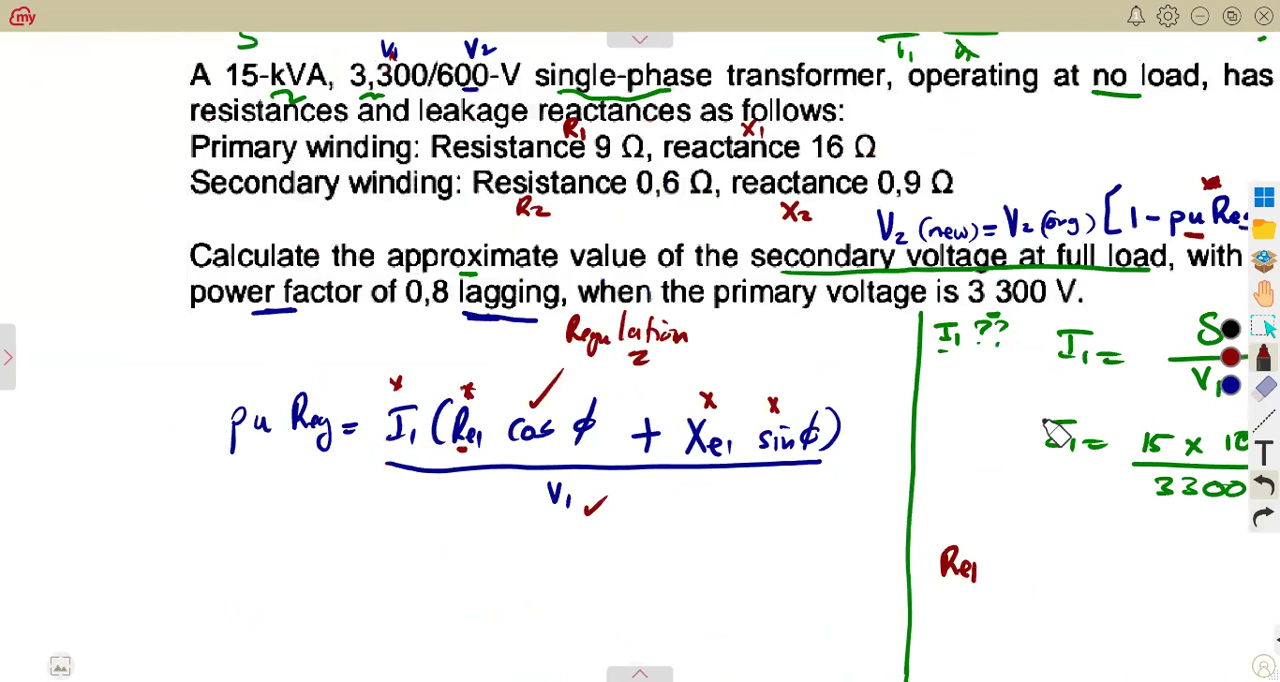 my
V1 V2
A 15-kVA, 3,300/600-V single-phase transformer, operating at no load, has
resistances and leakage reactances as follows:
R1 X1
Primary winding: Resistance 9 Ω, reactance 16 Ω
Secondary winding: Resistance 0,6 Ω, reactance 0,9 Ω
R2 X2
V2 (new) = V2 (org) [1 - pu Re
Calculate the approximate value of the secondary voltage at full load, with
power factor of 0,8 lagging, when the primary voltage is 3 300 V.
Regulation
I1 ??
I1 = S
V1
pu Reg = I1 (Re1 cos ϕ + Xe1 sin ϕ)
V1
I1 = 15 x 10
3300
Re1
T